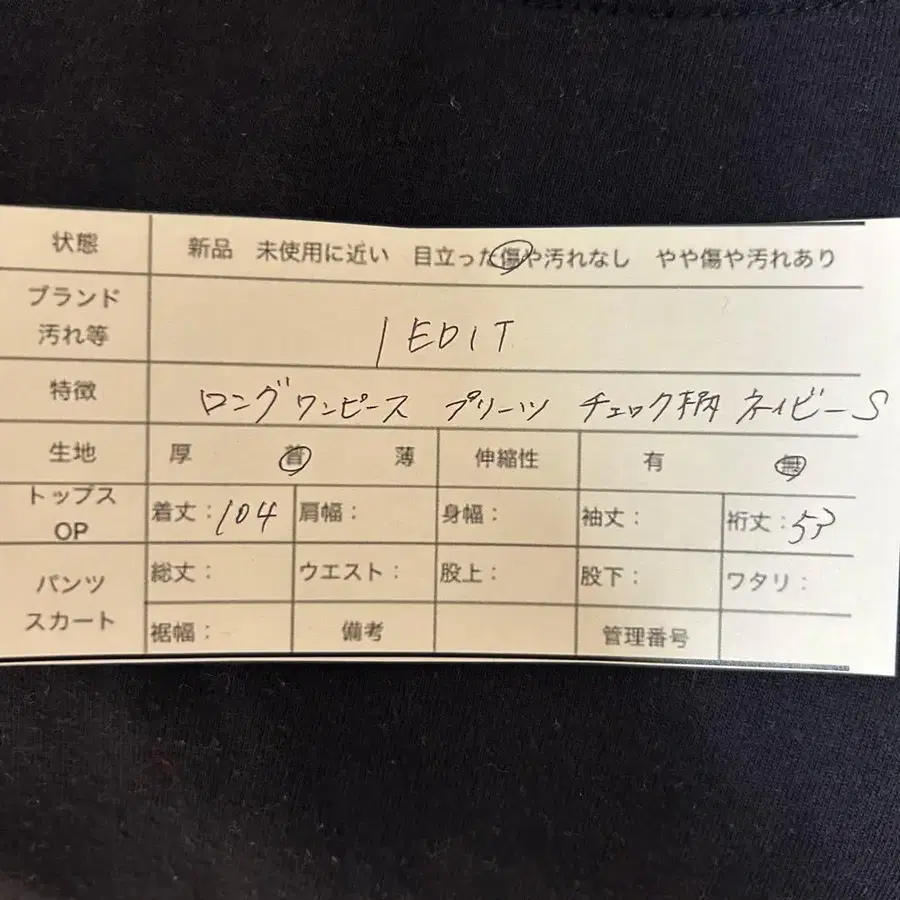 状態 新品 未使用に近い 目立った傷や汚れなし やや傷や汚れあり
ブランド
汚れ等
1 EDIT
特徴 ロングワンピース プリーツ チェック柄 ネイビーS
生地 厚 普 薄 伸縮性 有 無
トップス
OP
着丈:104 肩幅: 身幅: 袖丈: 裄丈:
パンツ
スカート
総丈: ウエスト: 股上: 股下: ワタリ:
裾幅: 備考 管理番号